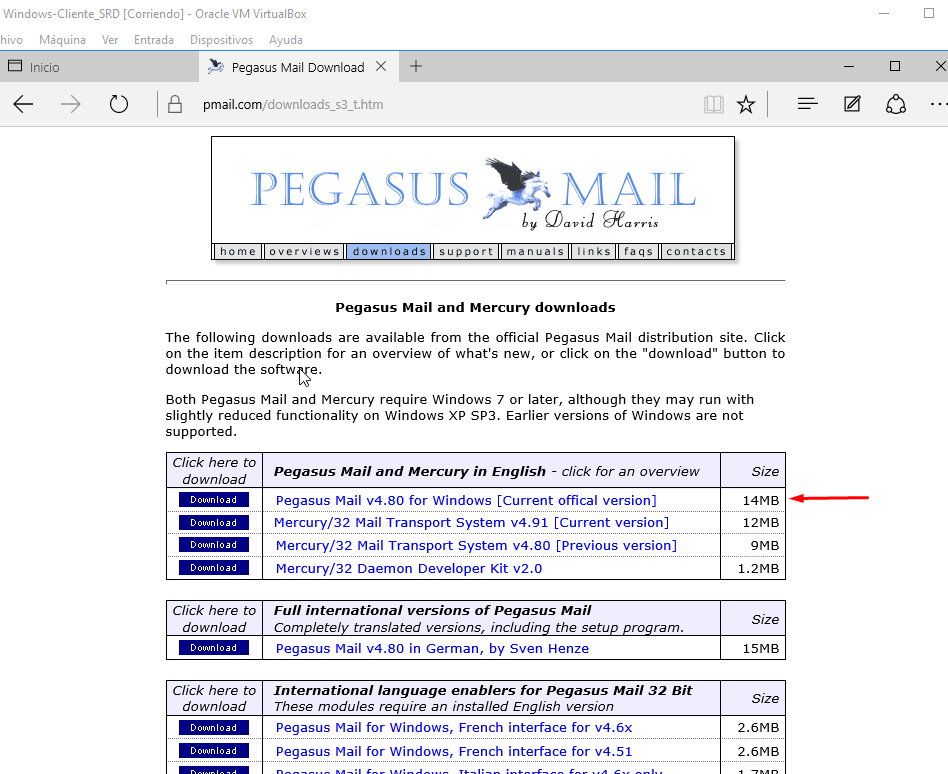 Windows-Cliente_SRD [Corriendo] - Oracle VM VirtualBox
hivo Máquina Ver Entrada Dispositivos Ayuda
Inicio Pegasus Mail Download
pmail.com/downloads_s3_t.htm
PEGASUS MAIL
by David Harris
home overviews downloads support manuals links faqs contacts
Pegasus Mail and Mercury downloads
The following downloads are available from the official Pegasus Mail distribution site. Click
on the item description for an overview of what's new, or click on the "download" button to
download the software.
Both Pegasus Mail and Mercury require Windows 7 or later, although they may run with
slightly reduced functionality on Windows XP SP3. Earlier versions of Windows are not
supported.
Click here to
download
Pegasus Mail and Mercury in English - click for an overview Size
Download Pegasus Mail v4.80 for Windows [Current offical version] 14MB
Download Mercury/32 Mail Transport System v4.91 [Current version] 12MB
Download Mercury/32 Mail Transport System v4.80 [Previous version] 9MB
Download Mercury/32 Daemon Developer Kit v2.0 1.2MB
Click here to
download
Full international versions of Pegasus Mail
Completely translated versions, including the setup program.
Size
Download Pegasus Mail v4.80 in German, by Sven Henze 15MB
Click here to
download
International language enablers for Pegasus Mail 32 Bit
These modules require an installed English version
Size
Download Pegasus Mail for Windows, French interface for v4.6x 2.6MB
Download Pegasus Mail for Windows, French interface for v4.51 2.6MB
Download Pegasus Mail for Windows, Italian interface for v4.6x only 1.7MB